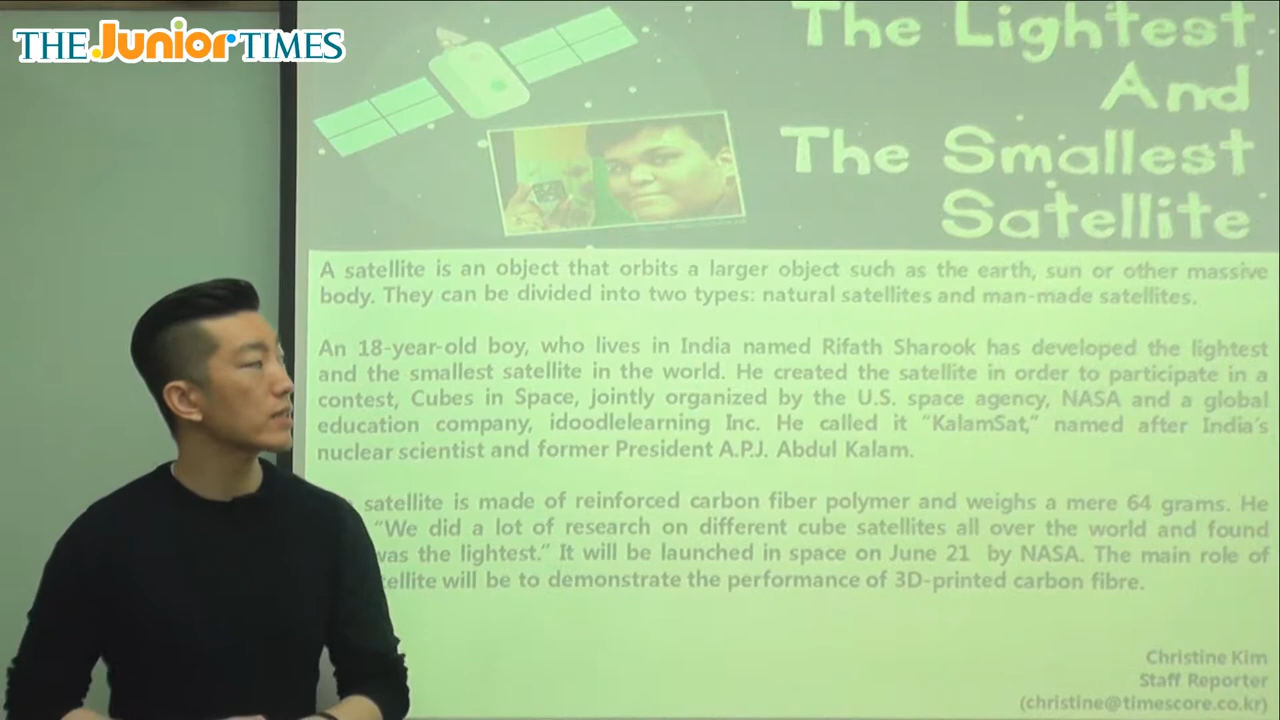 THE Junior TIMES
The Lightest
And
The Smallest
Satellite
A satellite is an object that orbits a larger object such as the earth, sun or other massive
body. They can be divided into two types: natural satellites and man-made satellites.
An 18-year-old boy, who lives in India named Rifath Sharook has developed the lightest
and the smallest satellite in the world. He created the satellite in order to participate in a
contest, Cubes in Space, jointly organized by the U.S. space agency, NASA and a global
education company, idoodlelearning Inc. He called it “KalamSat,” named after India’s
nuclear scientist and former President A.P.J. Abdul Kalam.
satellite is made of reinforced carbon fiber polymer and weighs a mere 64 grams. He
“We did a lot of research on different cube satellites all over the world and found
was the lightest.” It will be launched in space on June 21 by NASA. The main role of
will be to demonstrate the performance of 3D-printed carbon fibre.
Christine Kim
Staff Reporter
(christine@timescore.co.kr)